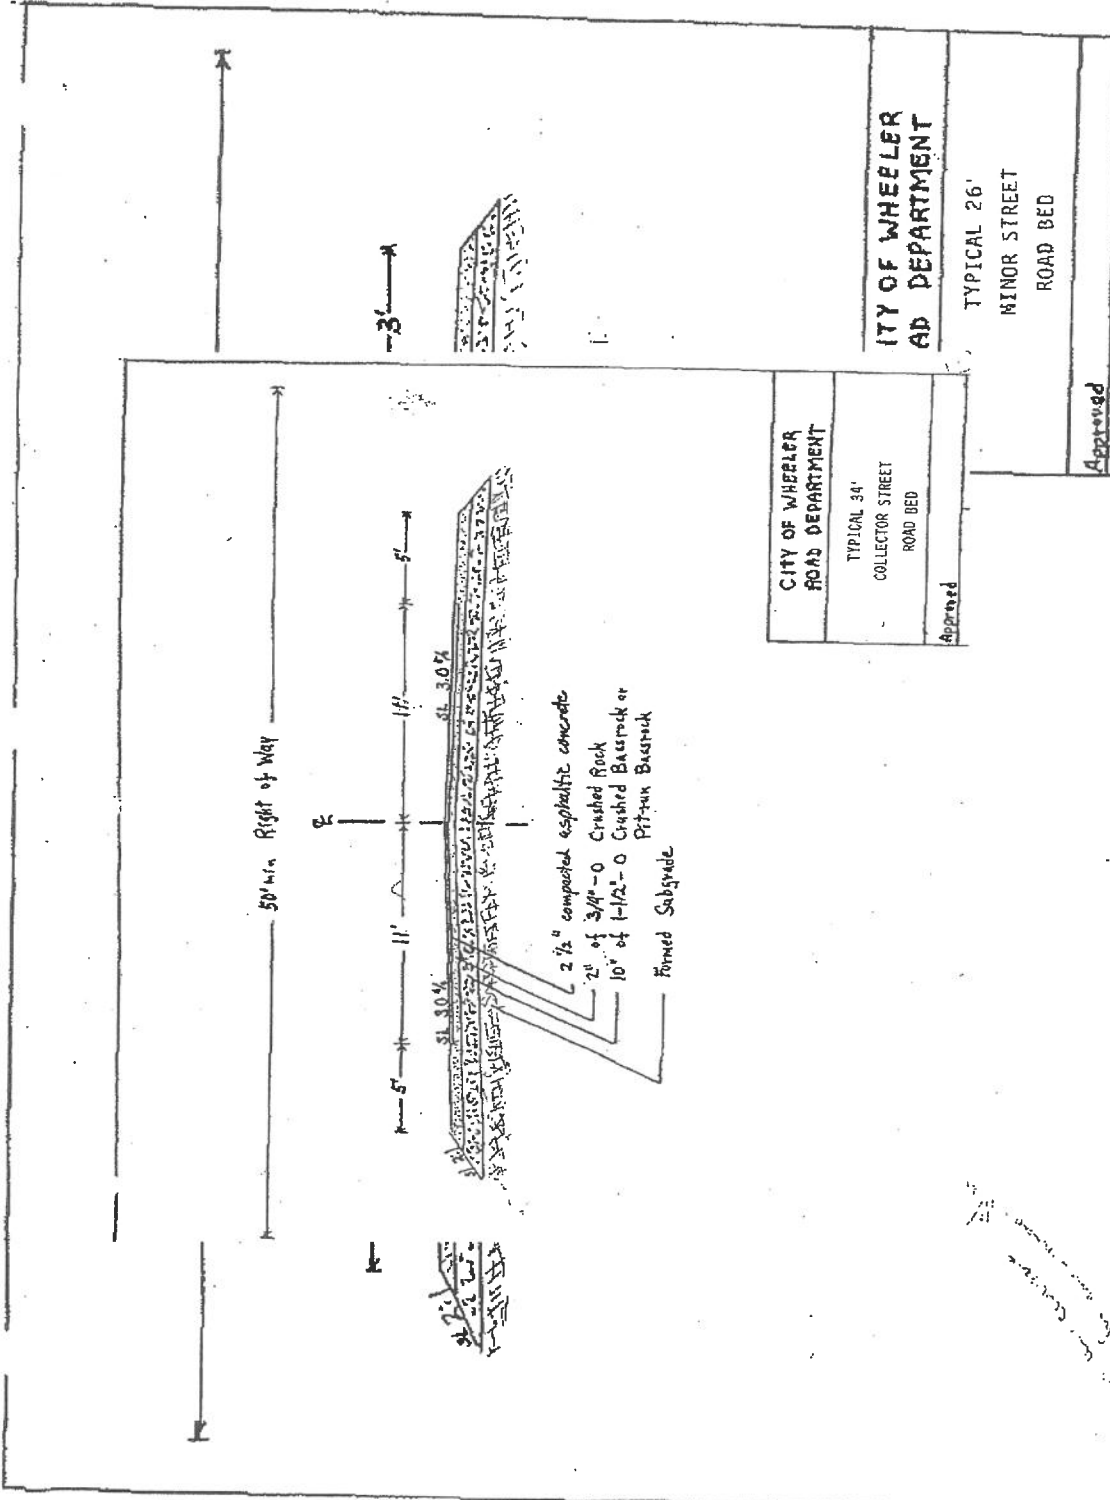 50' min Right of Way
5'
11'
11'
5'
SL 3.0%
SL 3.0%
2 1/2" compacted asphaltic concrete
2" of 3/4"-0 Crushed Rock
10" of 1-1/2"-0 Crushed Baserock or
Pit-run Baserock
Formed Subgrade
CITY OF WHEELER
ROAD DEPARTMENT
TYPICAL 34'
COLLECTOR STREET
ROAD BED
Approved
3'
ITY OF WHEELER
AD DEPARTMENT
TYPICAL 26'
MINOR STREET
ROAD BED
Approved